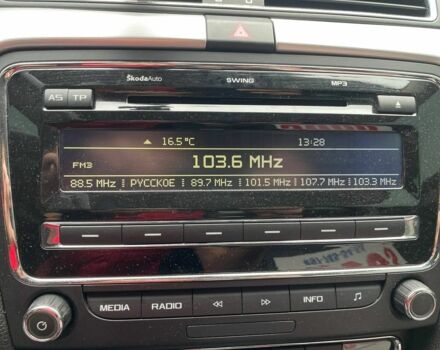 ŠkodaAuto SWING MP3
AS TP
16.5°C 13:28
FM3 103.6 MHz
88.5 MHz РУССКОЕ 89.7 MHz 101.5 MHz 107.7 MHz 103.3 MHz
MEDIA RADIO INFO